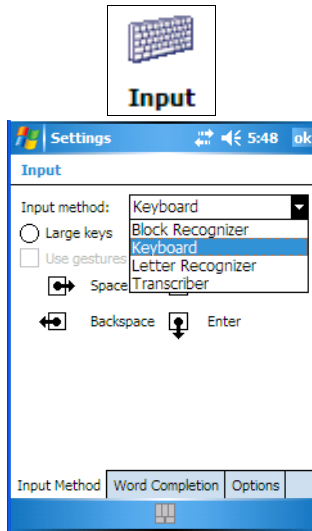 Input
Settings 5:48 ok
Input
Input method: Keyboard
Block Recognizer
Large keys
Keyboard
Use gestures
Letter Recognizer
Transcriber
Space
Backspace Enter
Input Method Word Completion Options